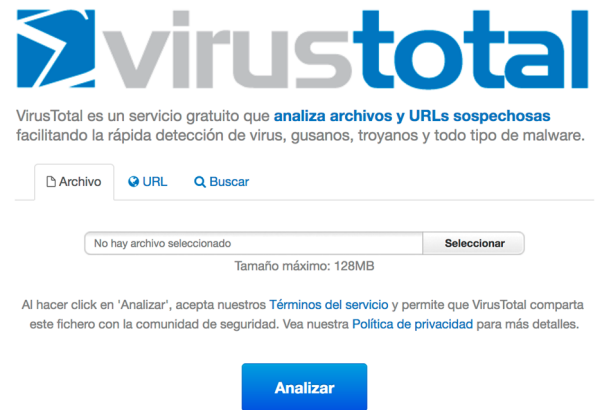 virustotal
VirusTotal es un servicio gratuito que analiza archivos y URLs sospechosas
facilitando la rápida detección de virus, gusanos, troyanos y todo tipo de malware.
Archivo URL Buscar
No hay archivo seleccionado Seleccionar
Tamaño máximo: 128MB
Al hacer click en 'Analizar', acepta nuestros Términos del servicio y permite que VirusTotal comparta
este fichero con la comunidad de seguridad. Vea nuestra Política de privacidad para más detalles.
Analizar